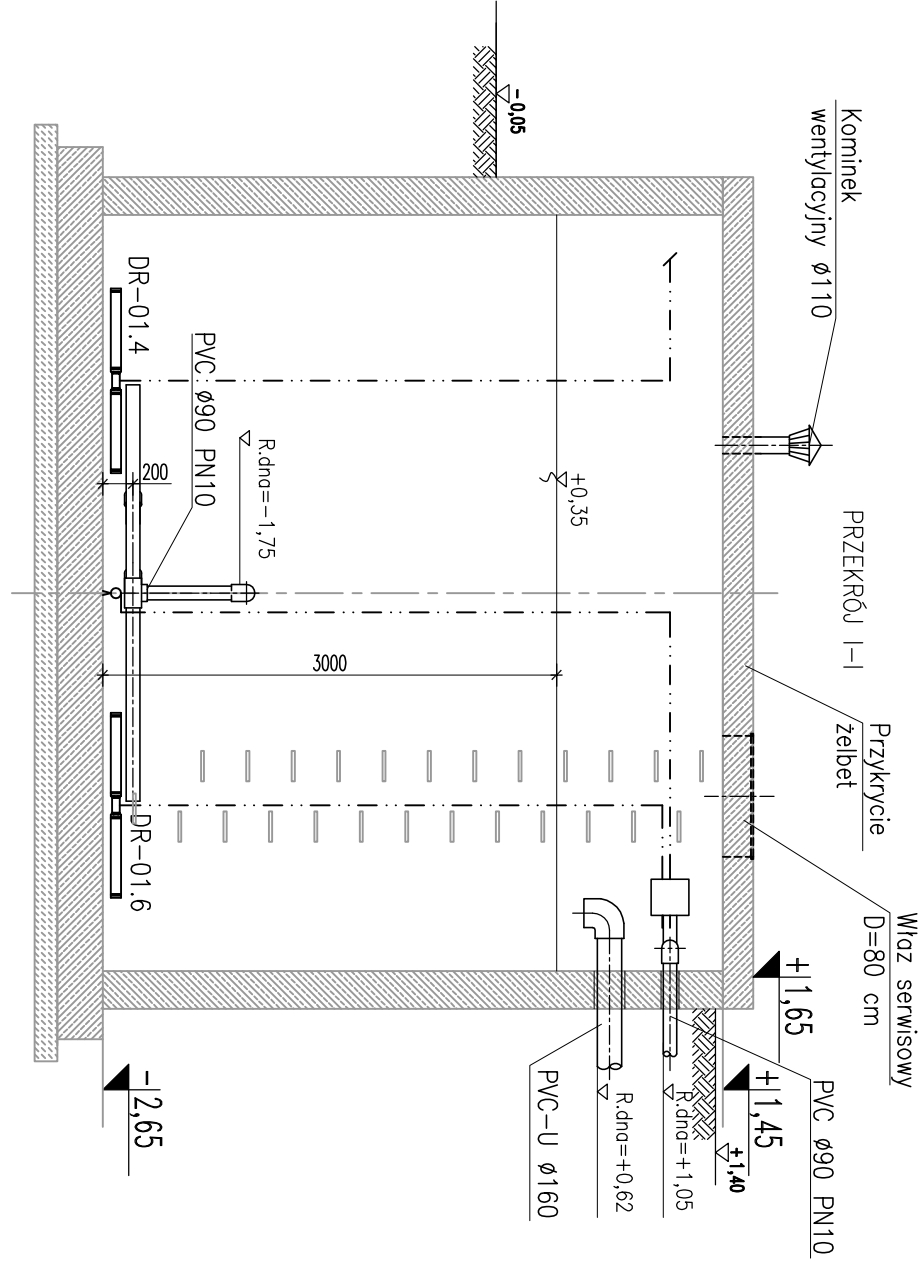 PRZEKRÓJ I-I
Kominek
wentylacyjny Ø110
Przykrycie
żelbet
Właz serwisowy
D=80 cm
+1,65
+1,45
+1,40
PVC Ø90 PN10
R.dna=+1,05
R.dna=+0,62
PVC-U Ø160
-0,05
+0,35
3000
R.dna=-1,75
PVC Ø90 PN10
200
DR-01.4
DR-01.6
-2,65